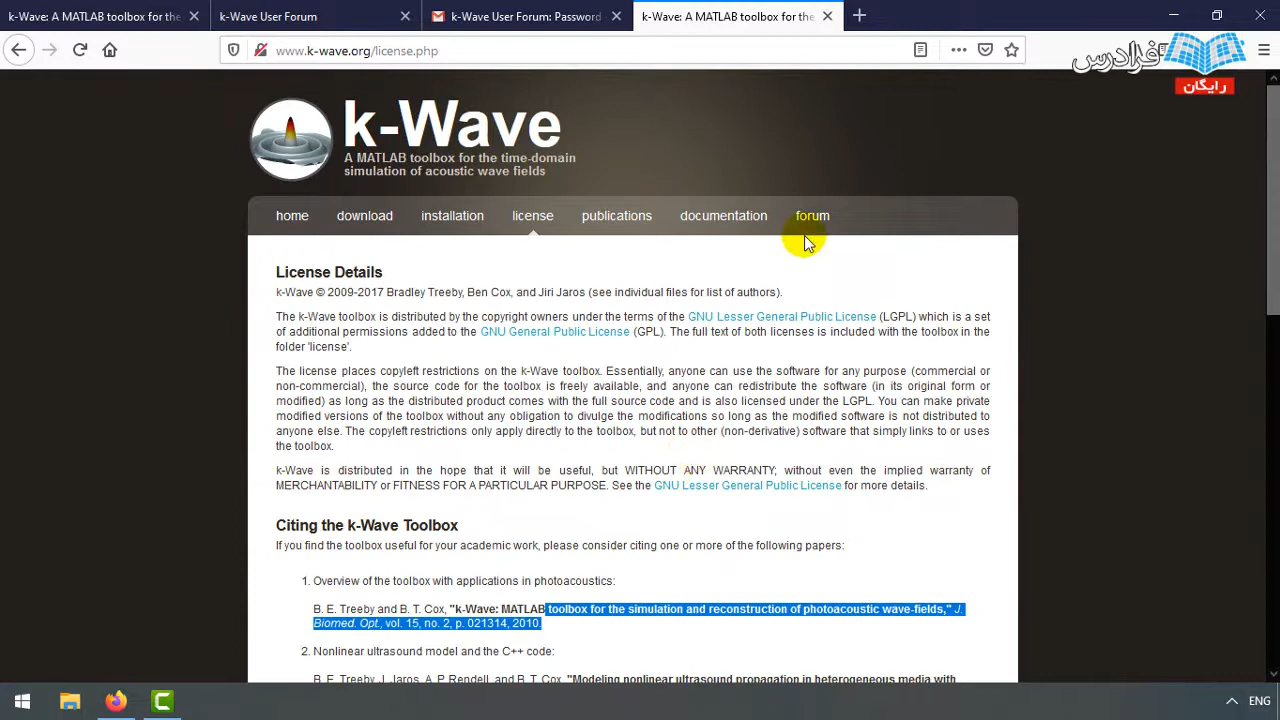 k-Wave: A MATLAB toolbox for the
k-Wave User Forum
k-Wave User Forum: Password
k-Wave: A MATLAB toolbox for the
www.k-wave.org/license.php
فرادرس
رایگان
k-Wave
A MATLAB toolbox for the time-domain
simulation of acoustic wave fields
home download installation license publications documentation forum
License Details
k-Wave © 2009-2017 Bradley Treeby, Ben Cox, and Jiri Jaros (see individual files for list of authors).
The k-Wave toolbox is distributed by the copyright owners under the terms of the GNU Lesser General Public License (LGPL) which is a set
of additional permissions added to the GNU General Public License (GPL). The full text of both licenses is included with the toolbox in the
folder 'license'.
The license places copyleft restrictions on the k-Wave toolbox. Essentially, anyone can use the software for any purpose (commercial or
non-commercial), the source code for the toolbox is freely available, and anyone can redistribute the software (in its original form or
modified) as long as the distributed product comes with the full source code and is also licensed under the LGPL. You can make private
modified versions of the toolbox without any obligation to divulge the modifications so long as the modified software is not distributed to
anyone else. The copyleft restrictions only apply directly to the toolbox, but not to other (non-derivative) software that simply links to or uses
the toolbox.
k-Wave is distributed in the hope that it will be useful, but WITHOUT ANY WARRANTY; without even the implied warranty of
MERCHANTABILITY or FITNESS FOR A PARTICULAR PURPOSE. See the GNU Lesser General Public License for more details.
Citing the k-Wave Toolbox
If you find the toolbox useful for your academic work, please consider citing one or more of the following papers:
1. Overview of the toolbox with applications in photoacoustics:
B. E. Treeby and B. T. Cox, "k-Wave: MATLAB toolbox for the simulation and reconstruction of photoacoustic wave-fields," J.
Biomed. Opt., vol. 15, no. 2, p. 021314, 2010.
2. Nonlinear ultrasound model and the C++ code:
B. E. Treeby, J. Jaros, A. P. Rendell, and B. T. Cox, "Modeling nonlinear ultrasound propagation in heterogeneous media with
ENG